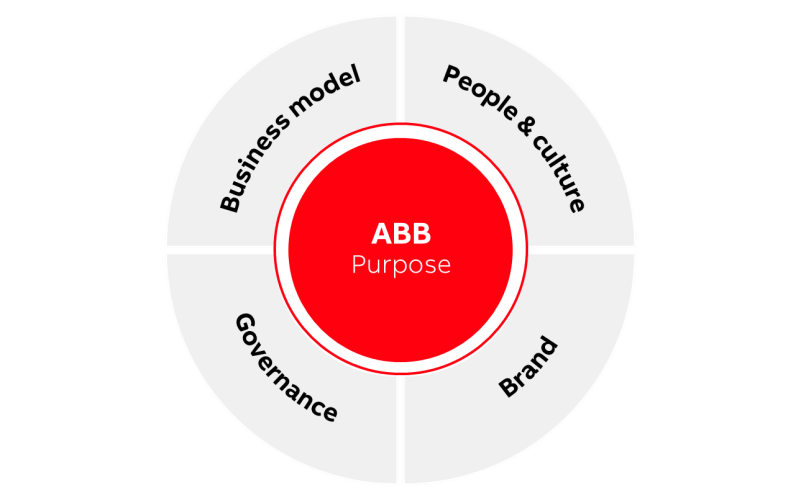 Business model
People & culture
ABB
Purpose
Governance
Brand